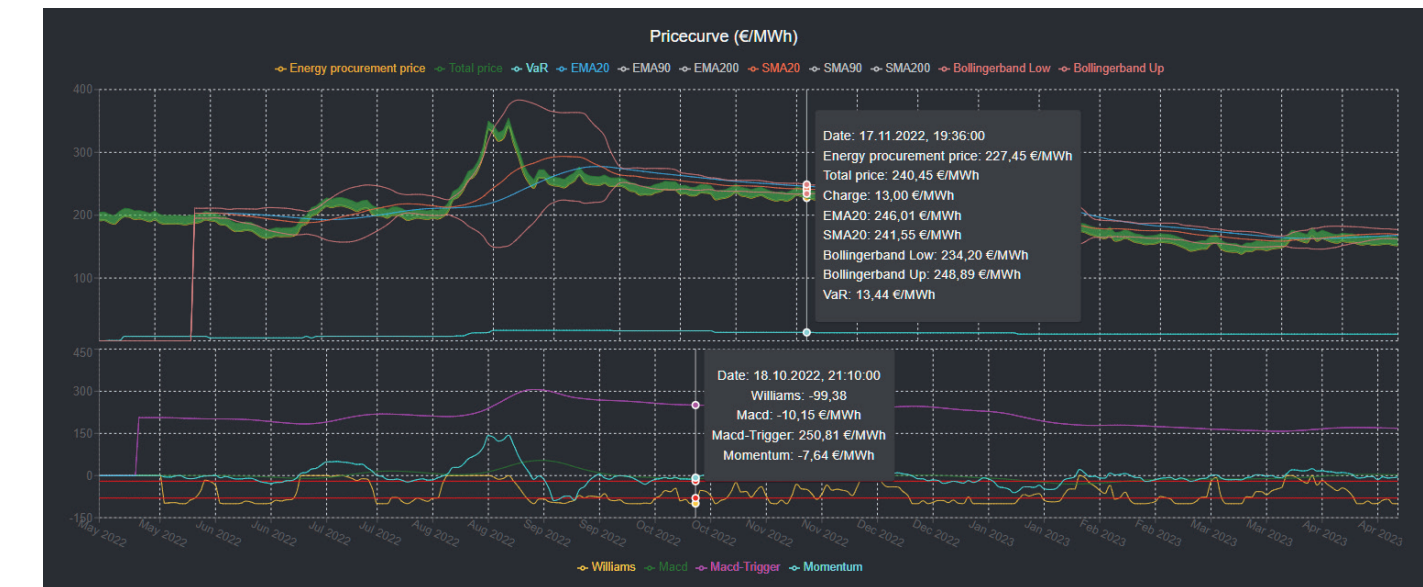 Pricecurve (€/MWh)
Energy procurement price Total price VaR EMA20 EMA90 EMA200 SMA20 SMA90 SMA200 Bollingerband Low Bollingerband Up
400
300
200
100
Date: 17.11.2022, 19:36:00
Energy procurement price: 227,45 €/MWh
Total price: 240,45 €/MWh
Charge: 13,00 €/MWh
EMA20: 246,01 €/MWh
SMA20: 241,55 €/MWh
Bollingerband Low: 234,20 €/MWh
Bollingerband Up: 248,89 €/MWh
VaR: 13,44 €/MWh
450
300
150
0
-150
Date: 18.10.2022, 21:10:00
Williams: -99,38
Macd: -10,15 €/MWh
Macd-Trigger: 250,81 €/MWh
Momentum: -7,64 €/MWh
May 2022 May 2022 Jun 2022 Jun 2022 Jul 2022 Jul 2022 Aug 2022 Aug 2022 Sep 2022 Sep 2022 Oct 2022 Oct 2022 Nov 2022 Nov 2022 Dec 2022 Dec 2022 Jan 2023 Jan 2023 Feb 2023 Feb 2023 Mar 2023 Mar 2023 Apr 2023 Apr 2023
Williams Macd Macd-Trigger Momentum